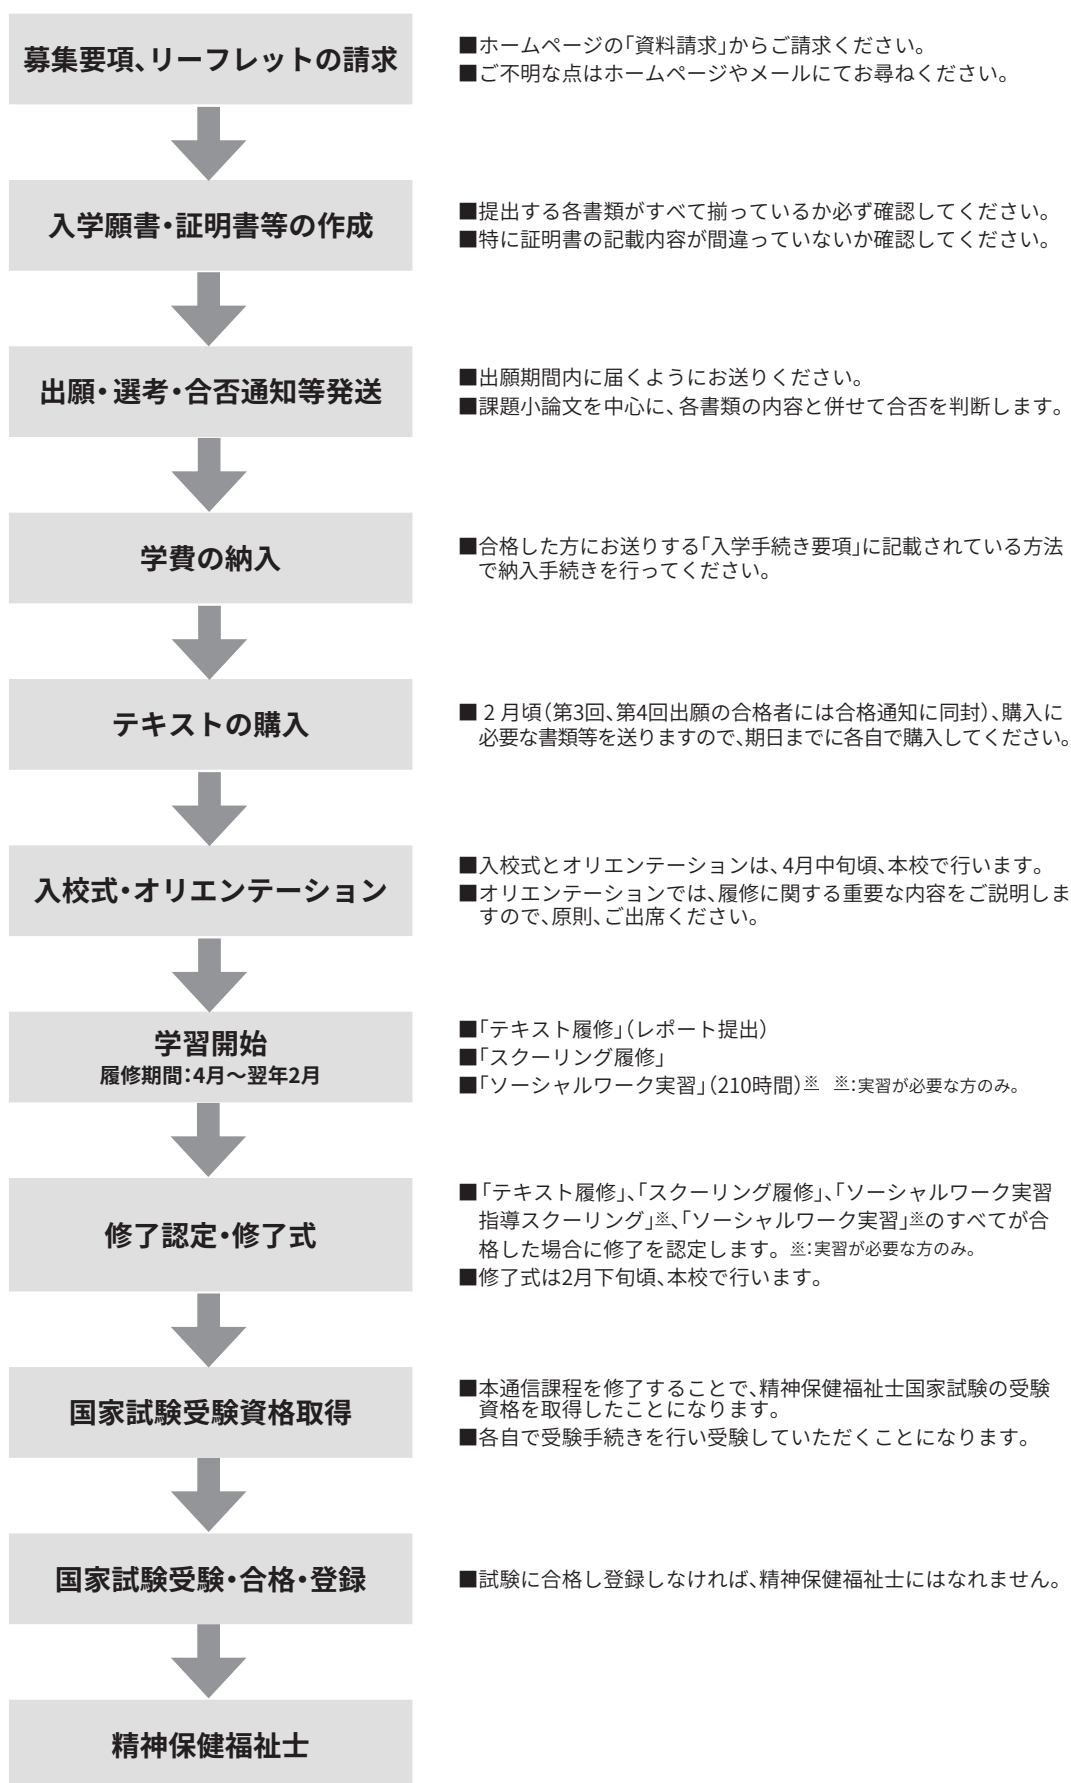 募集要項、リーフレットの請求
■ホームページの「資料請求」からご請求ください。
■ご不明な点はホームページやメールにてお尋ねください。
入学願書・証明書等の作成
■提出する各書類がすべて揃っているか必ず確認してください。
■特に証明書の記載内容が間違っていないか確認してください。
出願・選考・合否通知等発送
■出願期間内に届くようにお送りください。
■課題小論文を中心に、各書類の内容と併せて合否を判断します。
学費の納入
■合格した方にお送りする「入学手続き要項」に記載されている方法
で納入手続きを行ってください。
テキストの購入
■２月頃（第3回、第4回出願の合格者には合格通知に同封）、購入に
必要な書類等を送りますので、期日までに各自で購入してください。
入校式・オリエンテーション
■入校式とオリエンテーションは、4月中旬頃、本校で行います。
■オリエンテーションでは、履修に関する重要な内容をご説明しま
すので、原則、ご出席ください。
学習開始
履修期間：4月～翌年2月
■「テキスト履修」（レポート提出）
■「スクーリング履修」
■「ソーシャルワーク実習」（210時間）※　※：実習が必要な方のみ。
修了認定・修了式
■「テキスト履修」、「スクーリング履修」、「ソーシャルワーク実習
指導スクーリング」※、「ソーシャルワーク実習」※のすべてが合
格した場合に修了を認定します。※：実習が必要な方のみ。
■修了式は2月下旬頃、本校で行います。
国家試験受験資格取得
■本通信課程を修了することで、精神保健福祉士国家試験の受験
資格を取得したことになります。
■各自で受験手続きを行い受験していただくことになります。
国家試験受験・合格・登録
■試験に合格し登録しなければ、精神保健福祉士にはなれません。
精神保健福祉士